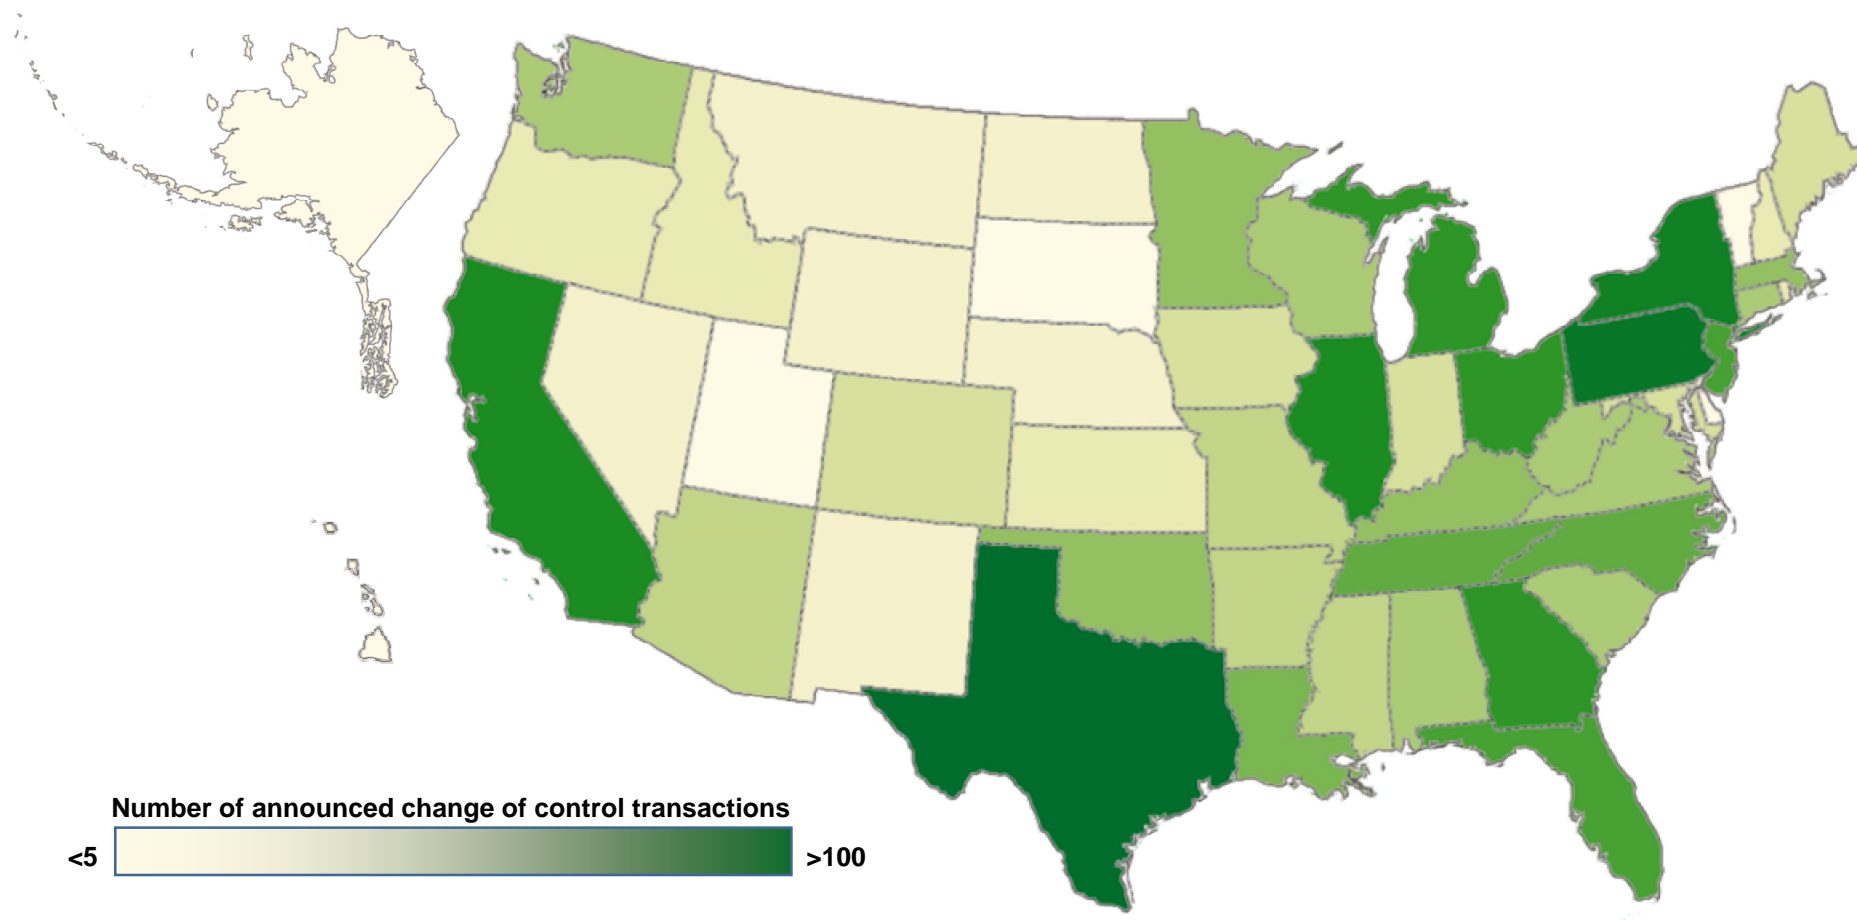 Number of announced change of control transactions
<5 >100